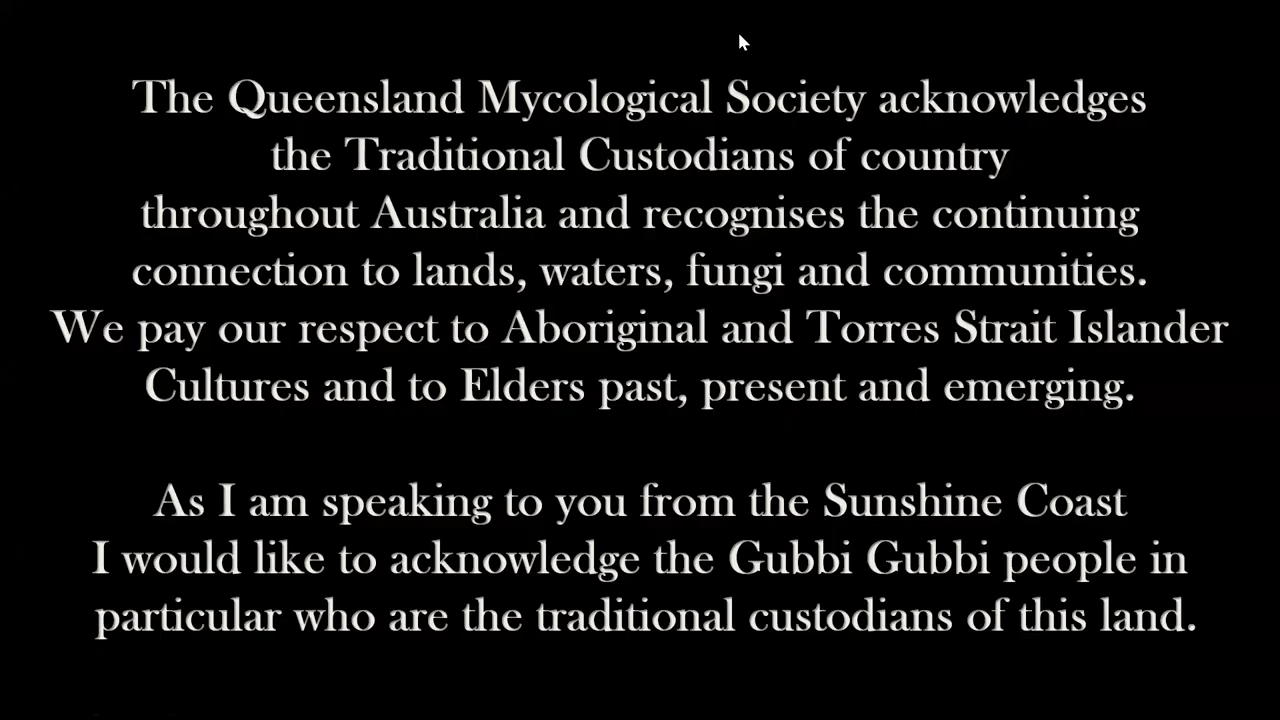 The Queensland Mycological Society acknowledges
the Traditional Custodians of country
throughout Australia and recognises the continuing
connection to lands, waters, fungi and communities.
We pay our respect to Aboriginal and Torres Strait Islander
Cultures and to Elders past, present and emerging.
As I am speaking to you from the Sunshine Coast
I would like to acknowledge the Gubbi Gubbi people in
particular who are the traditional custodians of this land.